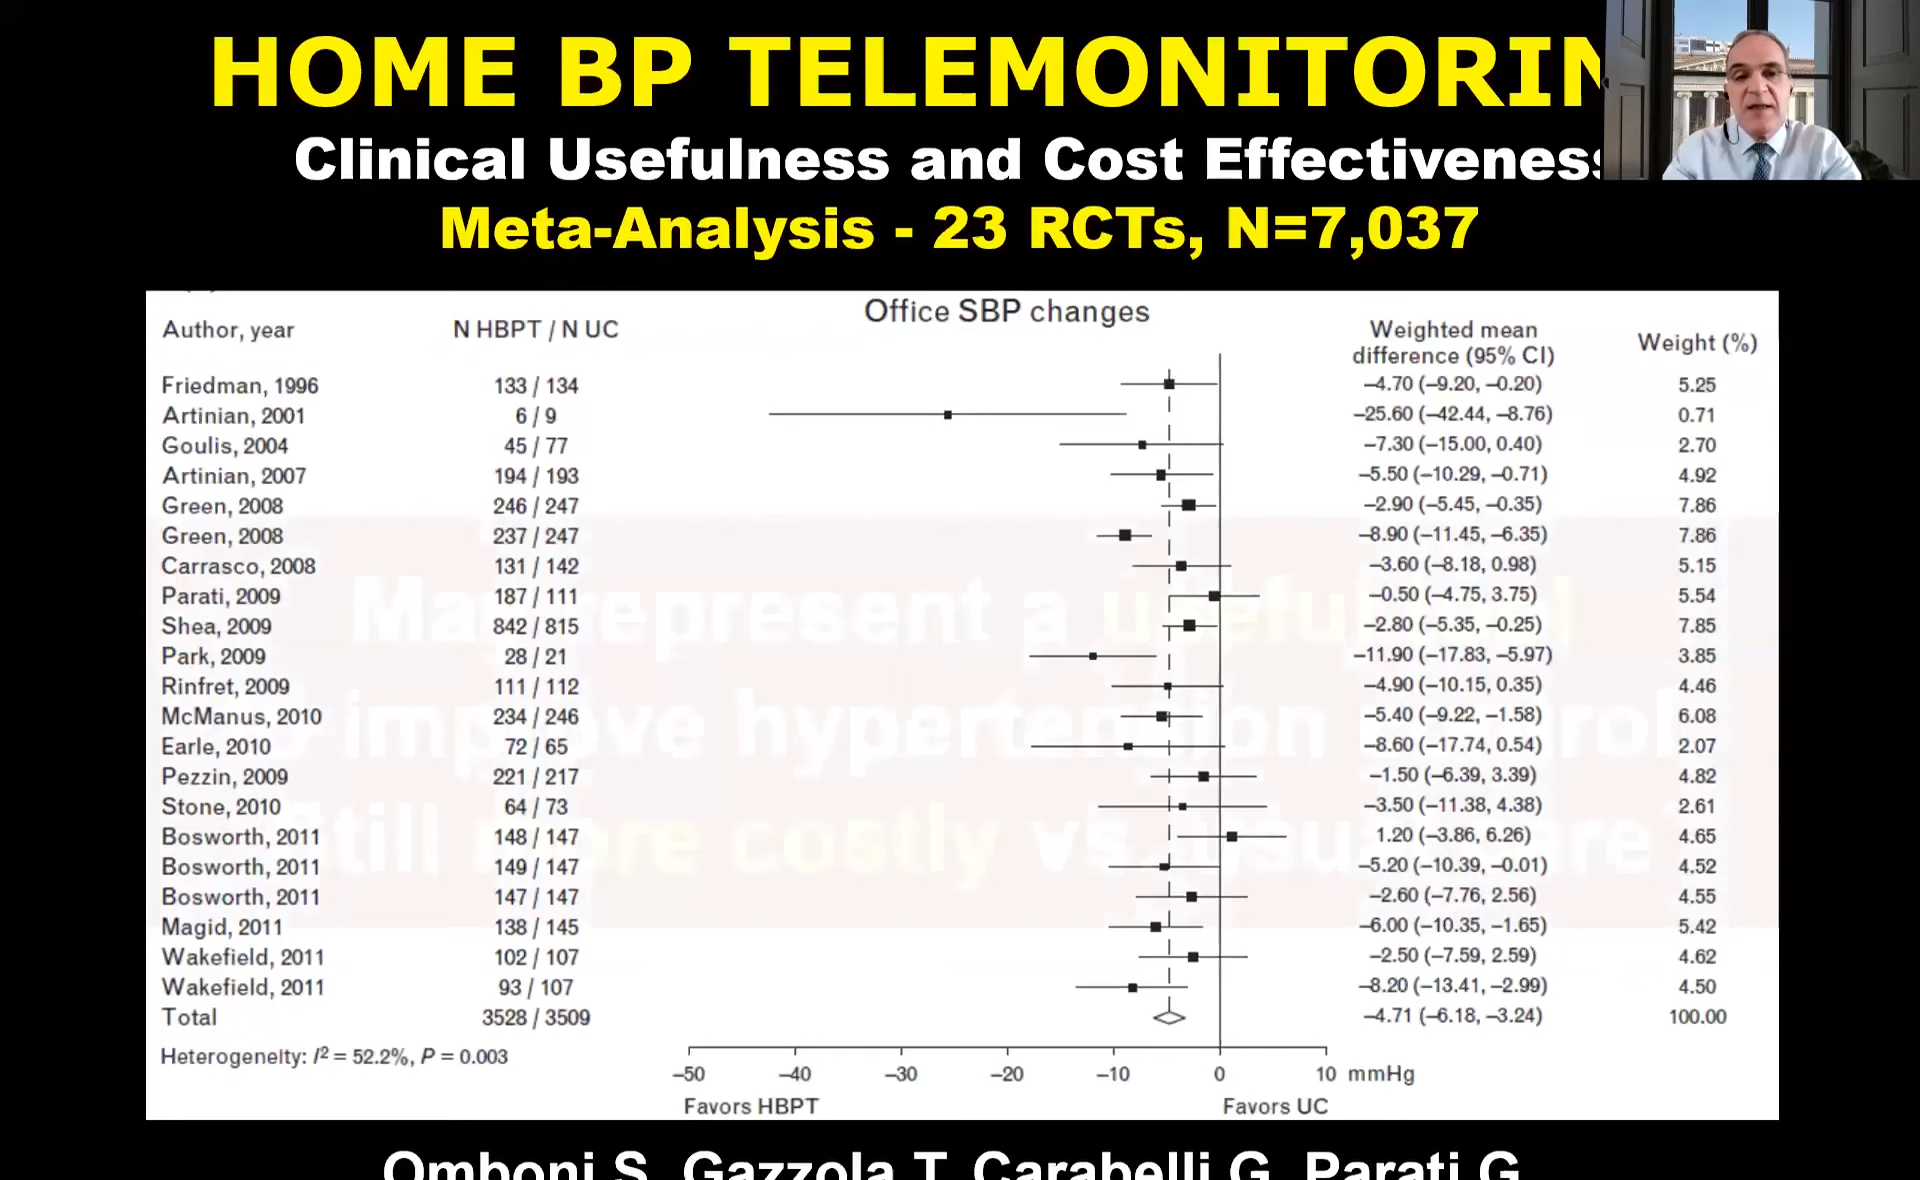 HOME BP TELEMONITORIN
Clinical Usefulness and Cost Effectiveness
Meta-Analysis - 23 RCTs, N=7,037
Office SBP changes
Author, year N HBPT / N UC Weighted mean difference (95% CI) Weight (%)
Friedman, 1996 133 / 134 –4.70 (–9.20, –0.20) 5.25
Artinian, 2001 6 / 9 –25.60 (–42.44, –8.76) 0.71
Goulis, 2004 45 / 77 –7.30 (–15.00, 0.40) 2.70
Artinian, 2007 194 / 193 –5.50 (–10.29, –0.71) 4.92
Green, 2008 246 / 247 –2.90 (–5.45, –0.35) 7.86
Green, 2008 237 / 247 –8.90 (–11.45, –6.35) 7.86
Carrasco, 2008 131 / 142 –3.60 (–8.18, 0.98) 5.15
Parati, 2009 187 / 111 –0.50 (–4.75, 3.75) 5.54
Shea, 2009 842 / 815 –2.80 (–5.35, –0.25) 7.85
Park, 2009 28 / 21 –11.90 (–17.83, –5.97) 3.85
Rinfret, 2009 111 / 112 –4.90 (–10.15, 0.35) 4.46
McManus, 2010 234 / 246 –5.40 (–9.22, –1.58) 6.08
Earle, 2010 72 / 65 –8.60 (–17.74, 0.54) 2.07
Pezzin, 2009 221 / 217 –1.50 (–6.39, 3.39) 4.82
Stone, 2010 64 / 73 –3.50 (–11.38, 4.38) 2.61
Bosworth, 2011 148 / 147 1.20 (–3.86, 6.26) 4.65
Bosworth, 2011 149 / 147 –5.20 (–10.39, –0.01) 4.52
Bosworth, 2011 147 / 147 –2.60 (–7.76, 2.56) 4.55
Magid, 2011 138 / 145 –6.00 (–10.35, –1.65) 5.42
Wakefield, 2011 102 / 107 –2.50 (–7.59, 2.59) 4.62
Wakefield, 2011 93 / 107 –8.20 (–13.41, –2.99) 4.50
Total 3528 / 3509 –4.71 (–6.18, –3.24) 100.00
Heterogeneity: I² = 52.2%, P = 0.003
–50 –40 –30 –20 –10 0 10 mmHg
Favors HBPT Favors UC
represent a
hypertension
costly vs.
Omboni S, Gazzola T, Carabelli G, Parati G